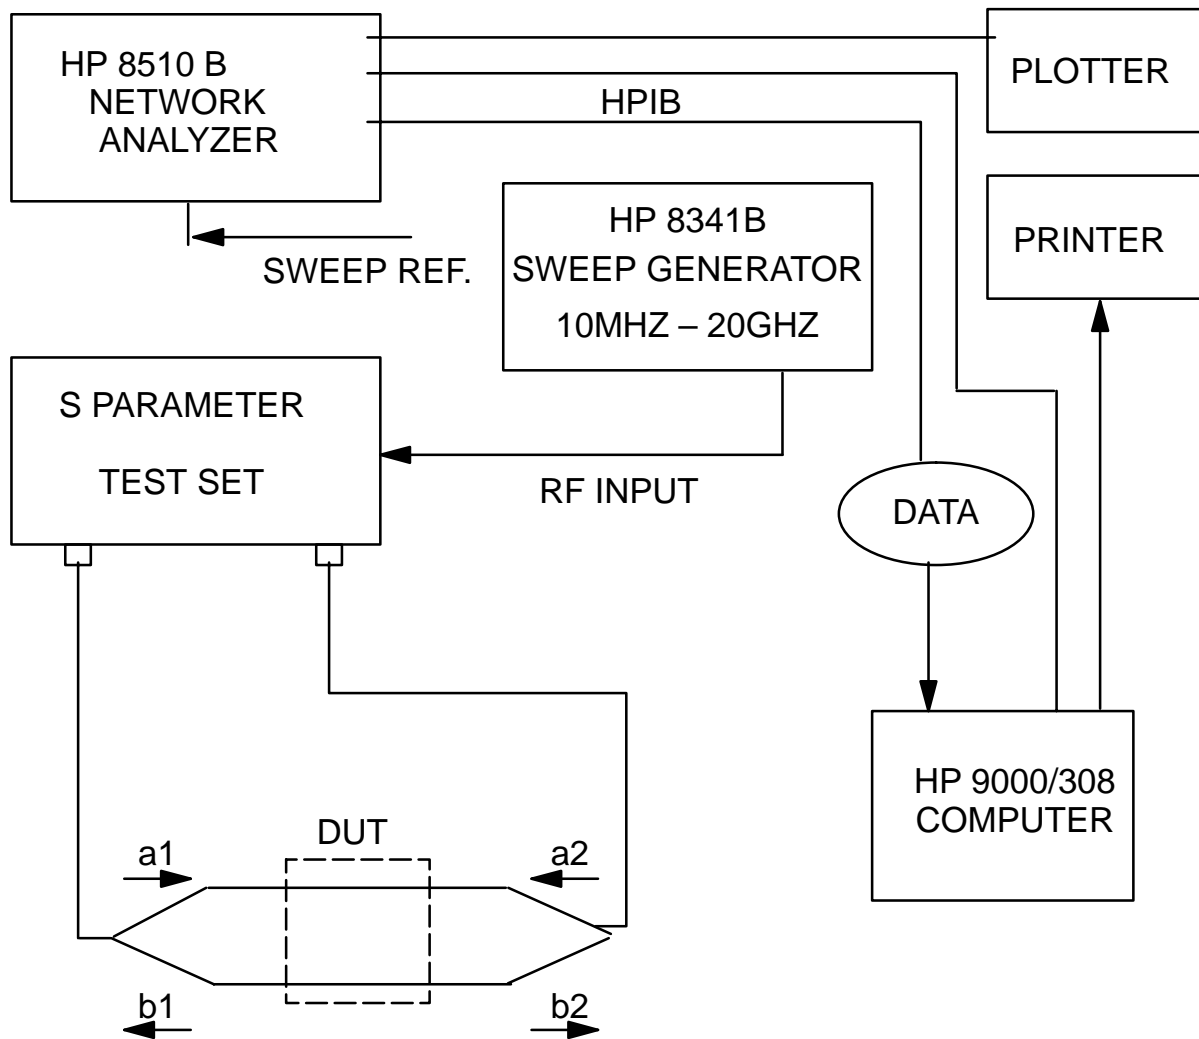 HP 8510 B
NETWORK
ANALYZER
HPIB
PLOTTER
PRINTER
HP 8341B
SWEEP GENERATOR
10MHZ – 20GHZ
SWEEP REF.
S PARAMETER
TEST SET
RF INPUT
DATA
HP 9000/308
COMPUTER
DUT
a1
a2
b1
b2